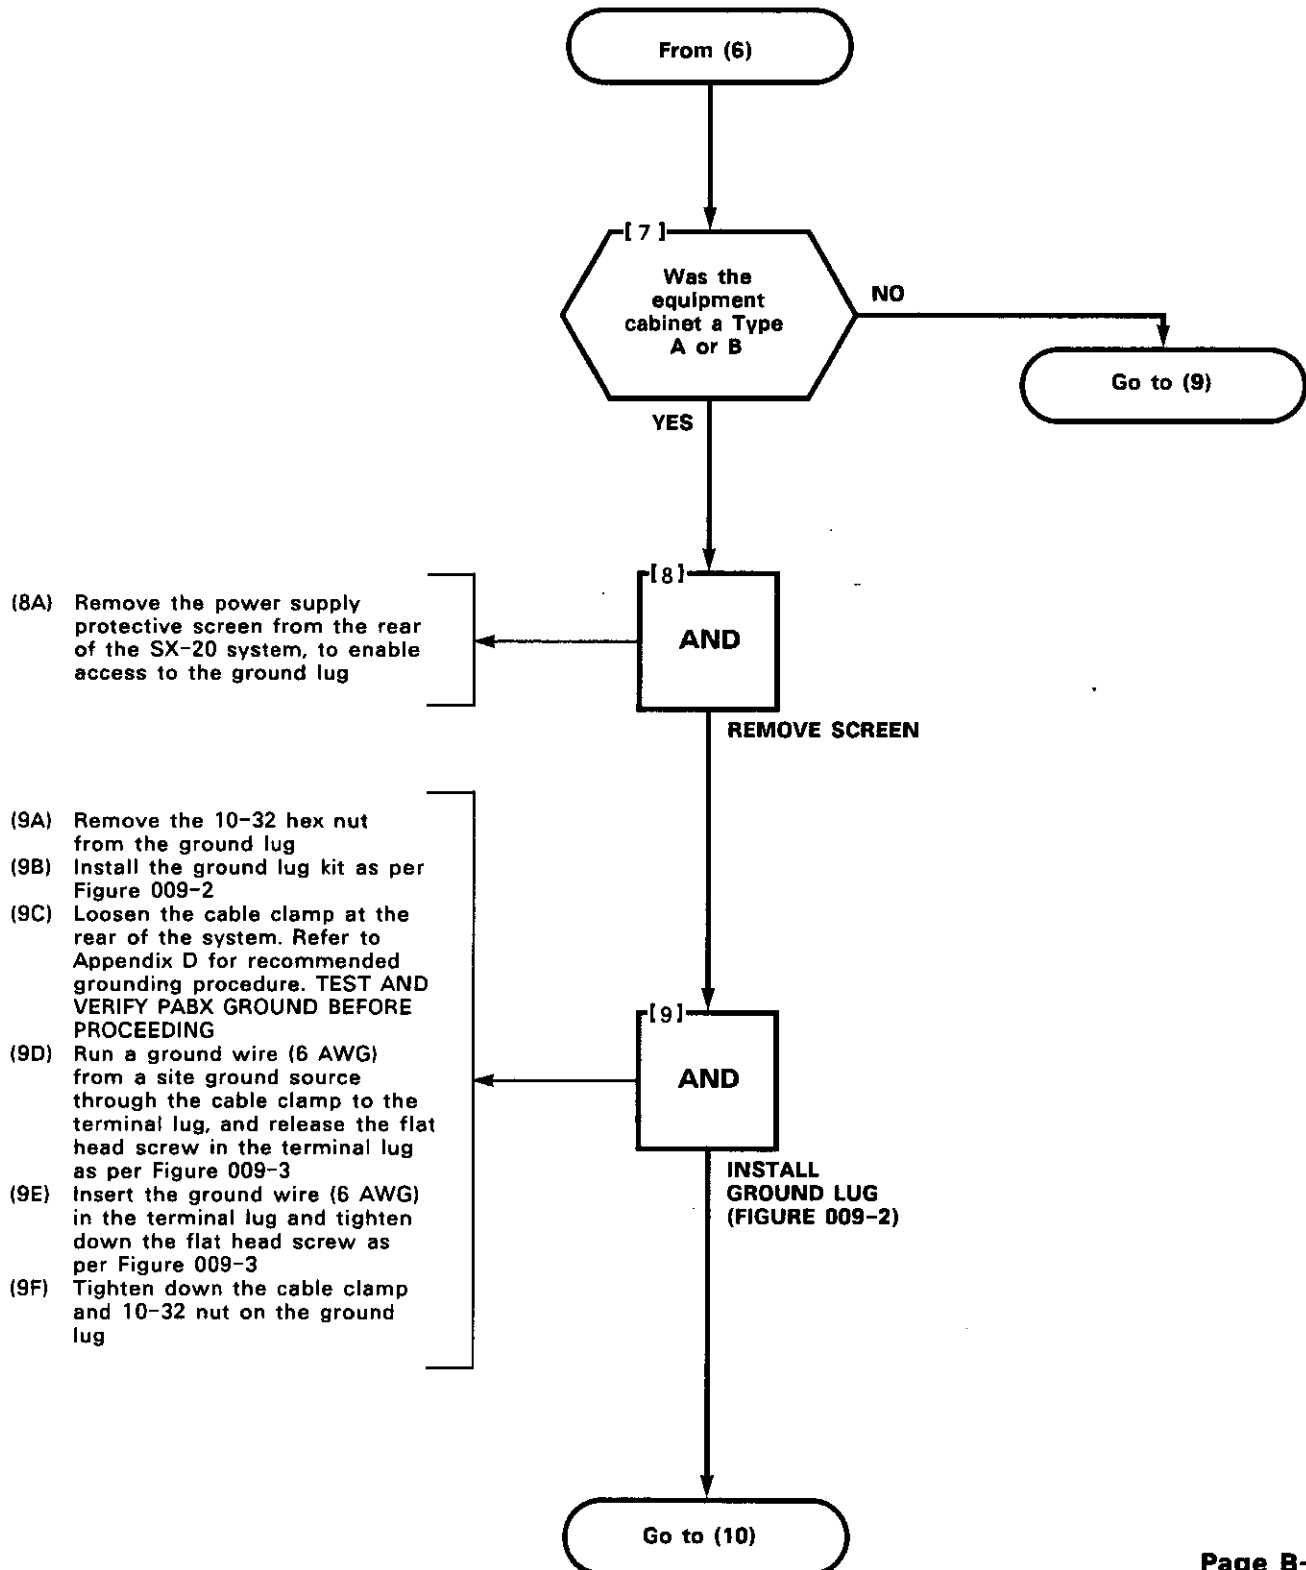 From (6)
[7]
Was the
equipment
cabinet a Type
A or B
NO
Go to (9)
YES
[8]
AND
(8A) Remove the power supply
protective screen from the rear
of the SX-20 system, to enable
access to the ground lug
REMOVE SCREEN
(9A) Remove the 10-32 hex nut
from the ground lug
(9B) Install the ground lug kit as per
Figure 009-2
(9C) Loosen the cable clamp at the
rear of the system. Refer to
Appendix D for recommended
grounding procedure. TEST AND
VERIFY PABX GROUND BEFORE
PROCEEDING
(9D) Run a ground wire (6 AWG)
from a site ground source
through the cable clamp to the
terminal lug, and release the flat
head screw in the terminal lug
as per Figure 009-3
(9E) Insert the ground wire (6 AWG)
in the terminal lug and tighten
down the flat head screw as
per Figure 009-3
(9F) Tighten down the cable clamp
and 10-32 nut on the ground
lug
[9]
AND
INSTALL
GROUND LUG
(FIGURE 009-2)
Go to (10)
Page B-